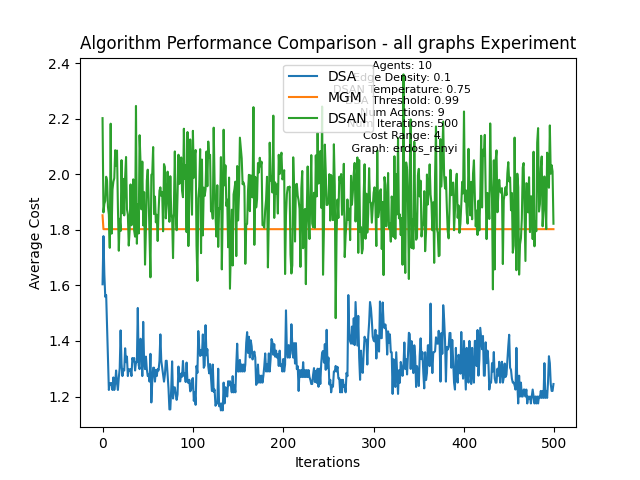 Algorithm Performance Comparison - all graphs Experiment
2.4
2.2
2.0
1.8
1.6
1.4
1.2
Average Cost
DSA
MGM
DSAN
Agents: 10
Edge Density: 0.1
DSAN Temperature: 0.75
Threshold: 0.99
Num Actions: 9
Num Iterations: 500
Cost Range: 4
Graph: erdos_renyi
0
100
200
300
400
500
Iterations